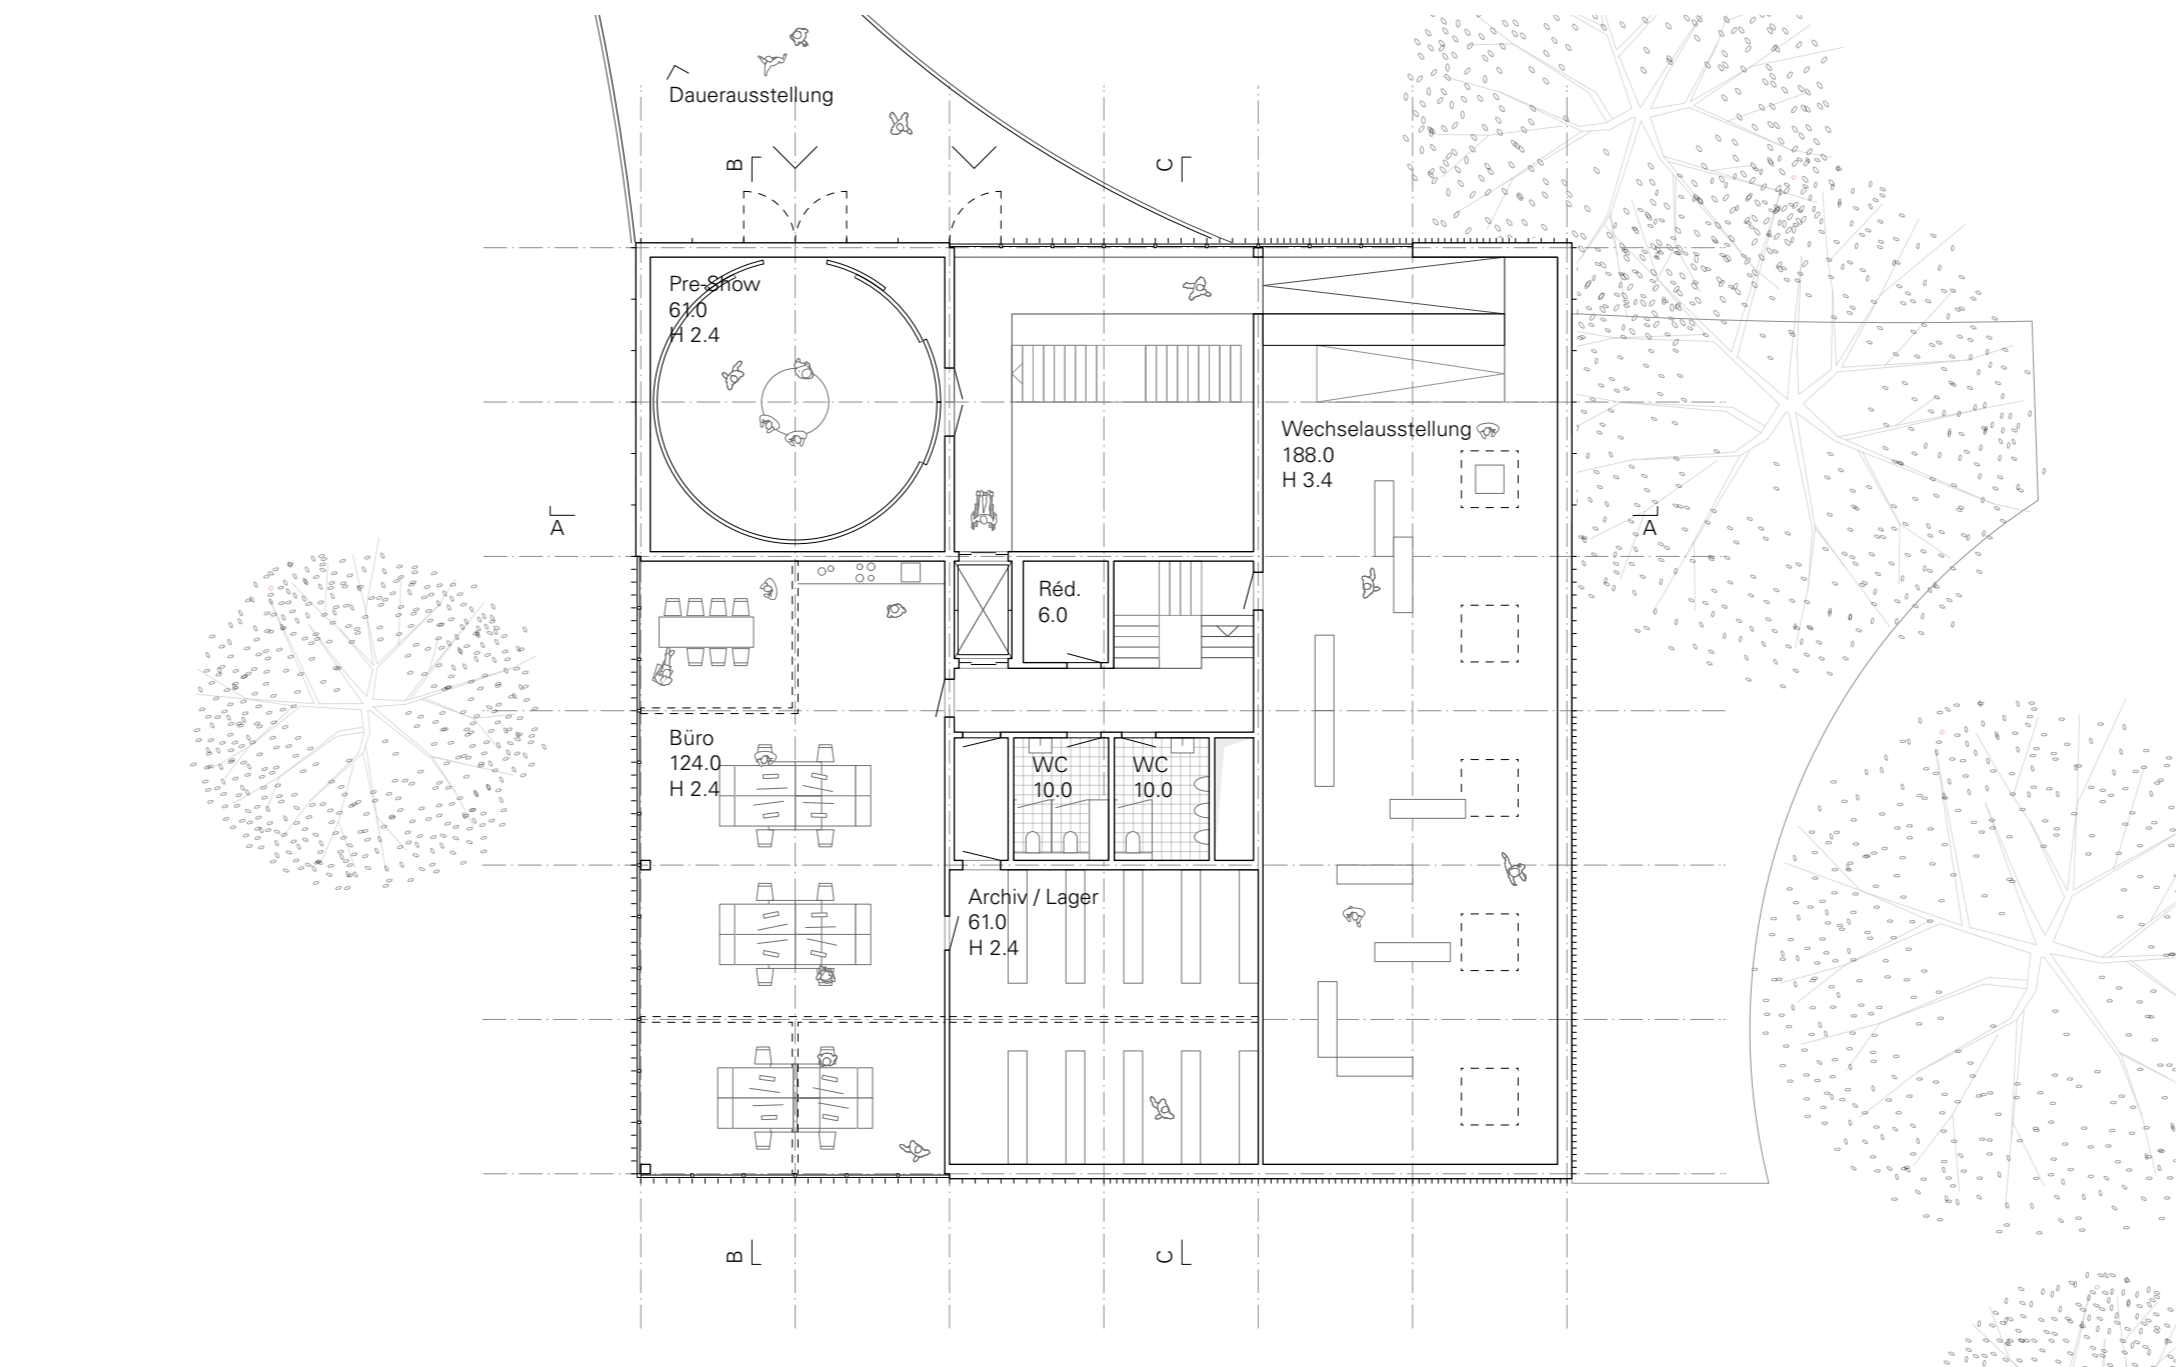 Dauerausstellung
B
C
Pre-Show
61.0
H 2.4
Wechselausstellung
188.0
H 3.4
A
A
Réd.
6.0
Büro
124.0
H 2.4
WC
10.0
WC
10.0
Archiv / Lager
61.0
H 2.4
B
C